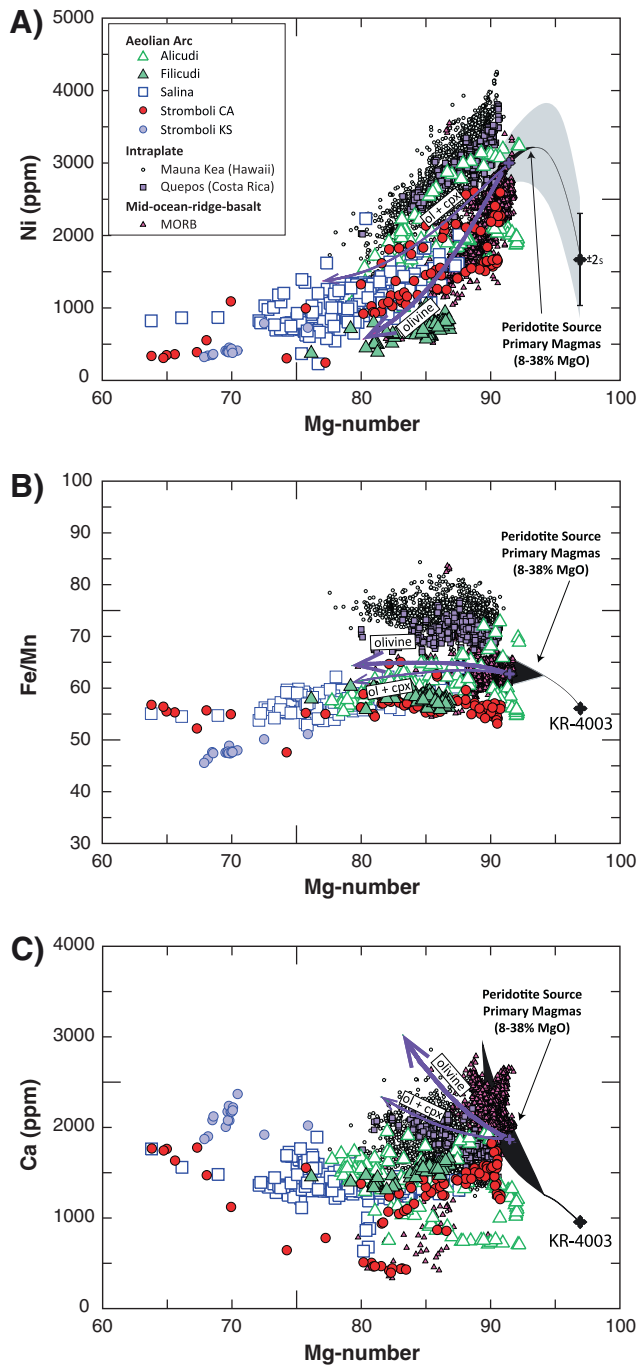 A)
5000
4000
3000
2000
1000
0
Ni (ppm)
Aeolian Arc
Alicudi
Filicudi
Salina
Stromboli CA
Stromboli KS
Intraplate
Mauna Kea (Hawaii)
Quepos (Costa Rica)
Mid-ocean-ridge-basalt
MORB
ol + cpx
olivine
±2s
Peridotite Source
Primary Magmas
(8-38% MgO)
60 70 80 90 100
Mg-number
B)
100
90
80
70
60
50
40
30
Fe/Mn
Peridotite Source
Primary Magmas
(8-38% MgO)
olivine
ol + cpx
KR-4003
60 70 80 90 100
Mg-number
C)
4000
3000
2000
1000
0
Ca (ppm)
Peridotite Source
Primary Magmas
(8-38% MgO)
olivine
ol + cpx
KR-4003
60 70 80 90 100
Mg-number